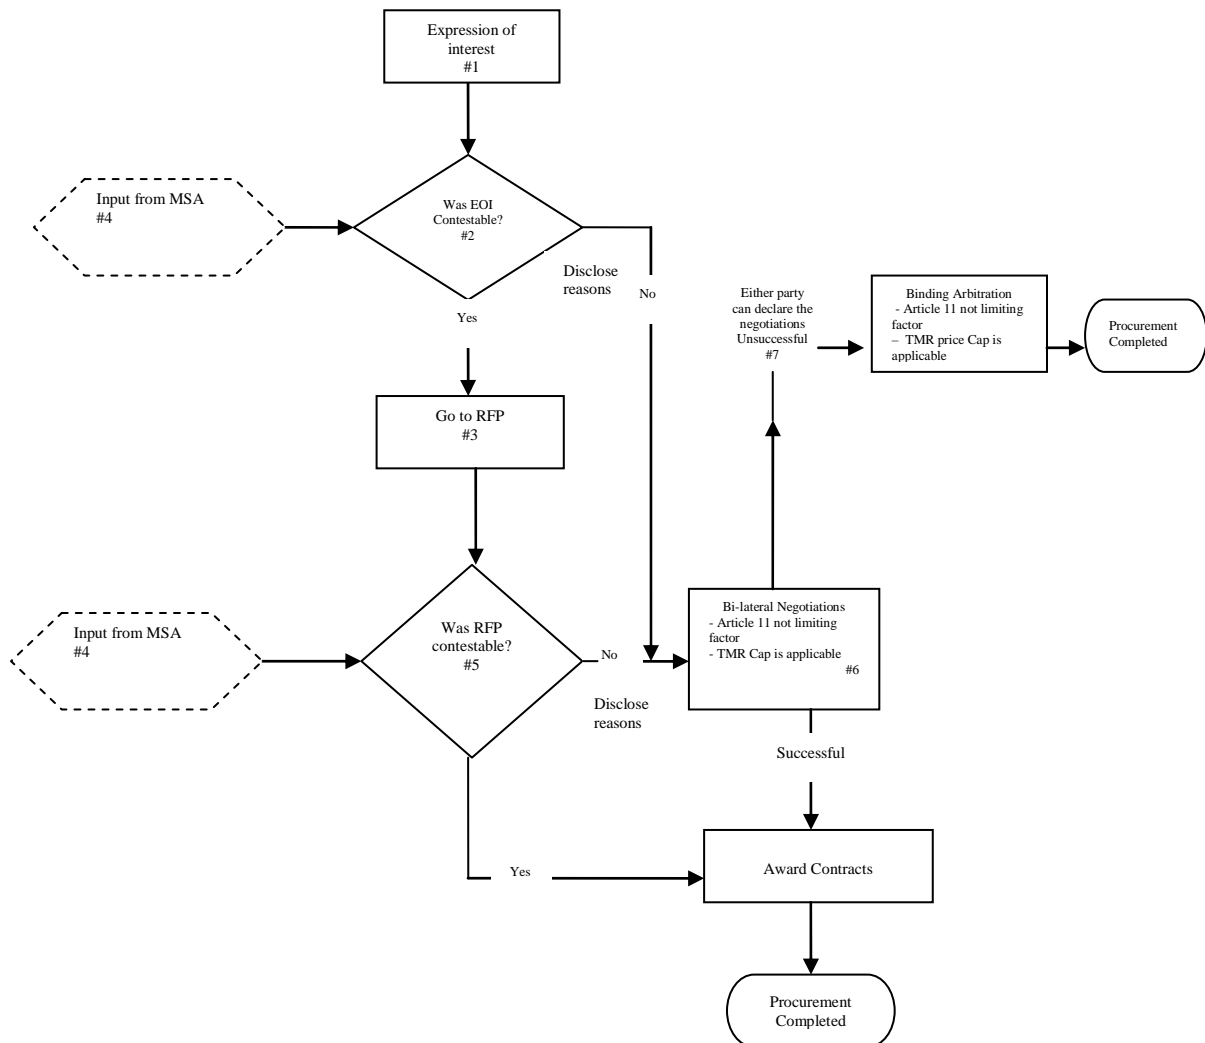 Expression of
interest
#1
Input from MSA
#4
Was EOI
Contestable?
#2
Disclose
reasons
No
Yes
Either party
can declare the
negotiations
Unsuccessful
#7
Binding Arbitration
- Article 11 not limiting
factor
– TMR price Cap is
applicable
Procurement
Completed
Go to RFP
#3
Input from MSA
#4
Was RFP
contestable?
#5
No
Disclose
reasons
Bi-lateral Negotiations
- Article 11 not limiting
factor
- TMR Cap is applicable
#6
Successful
Yes
Award Contracts
Procurement
Completed